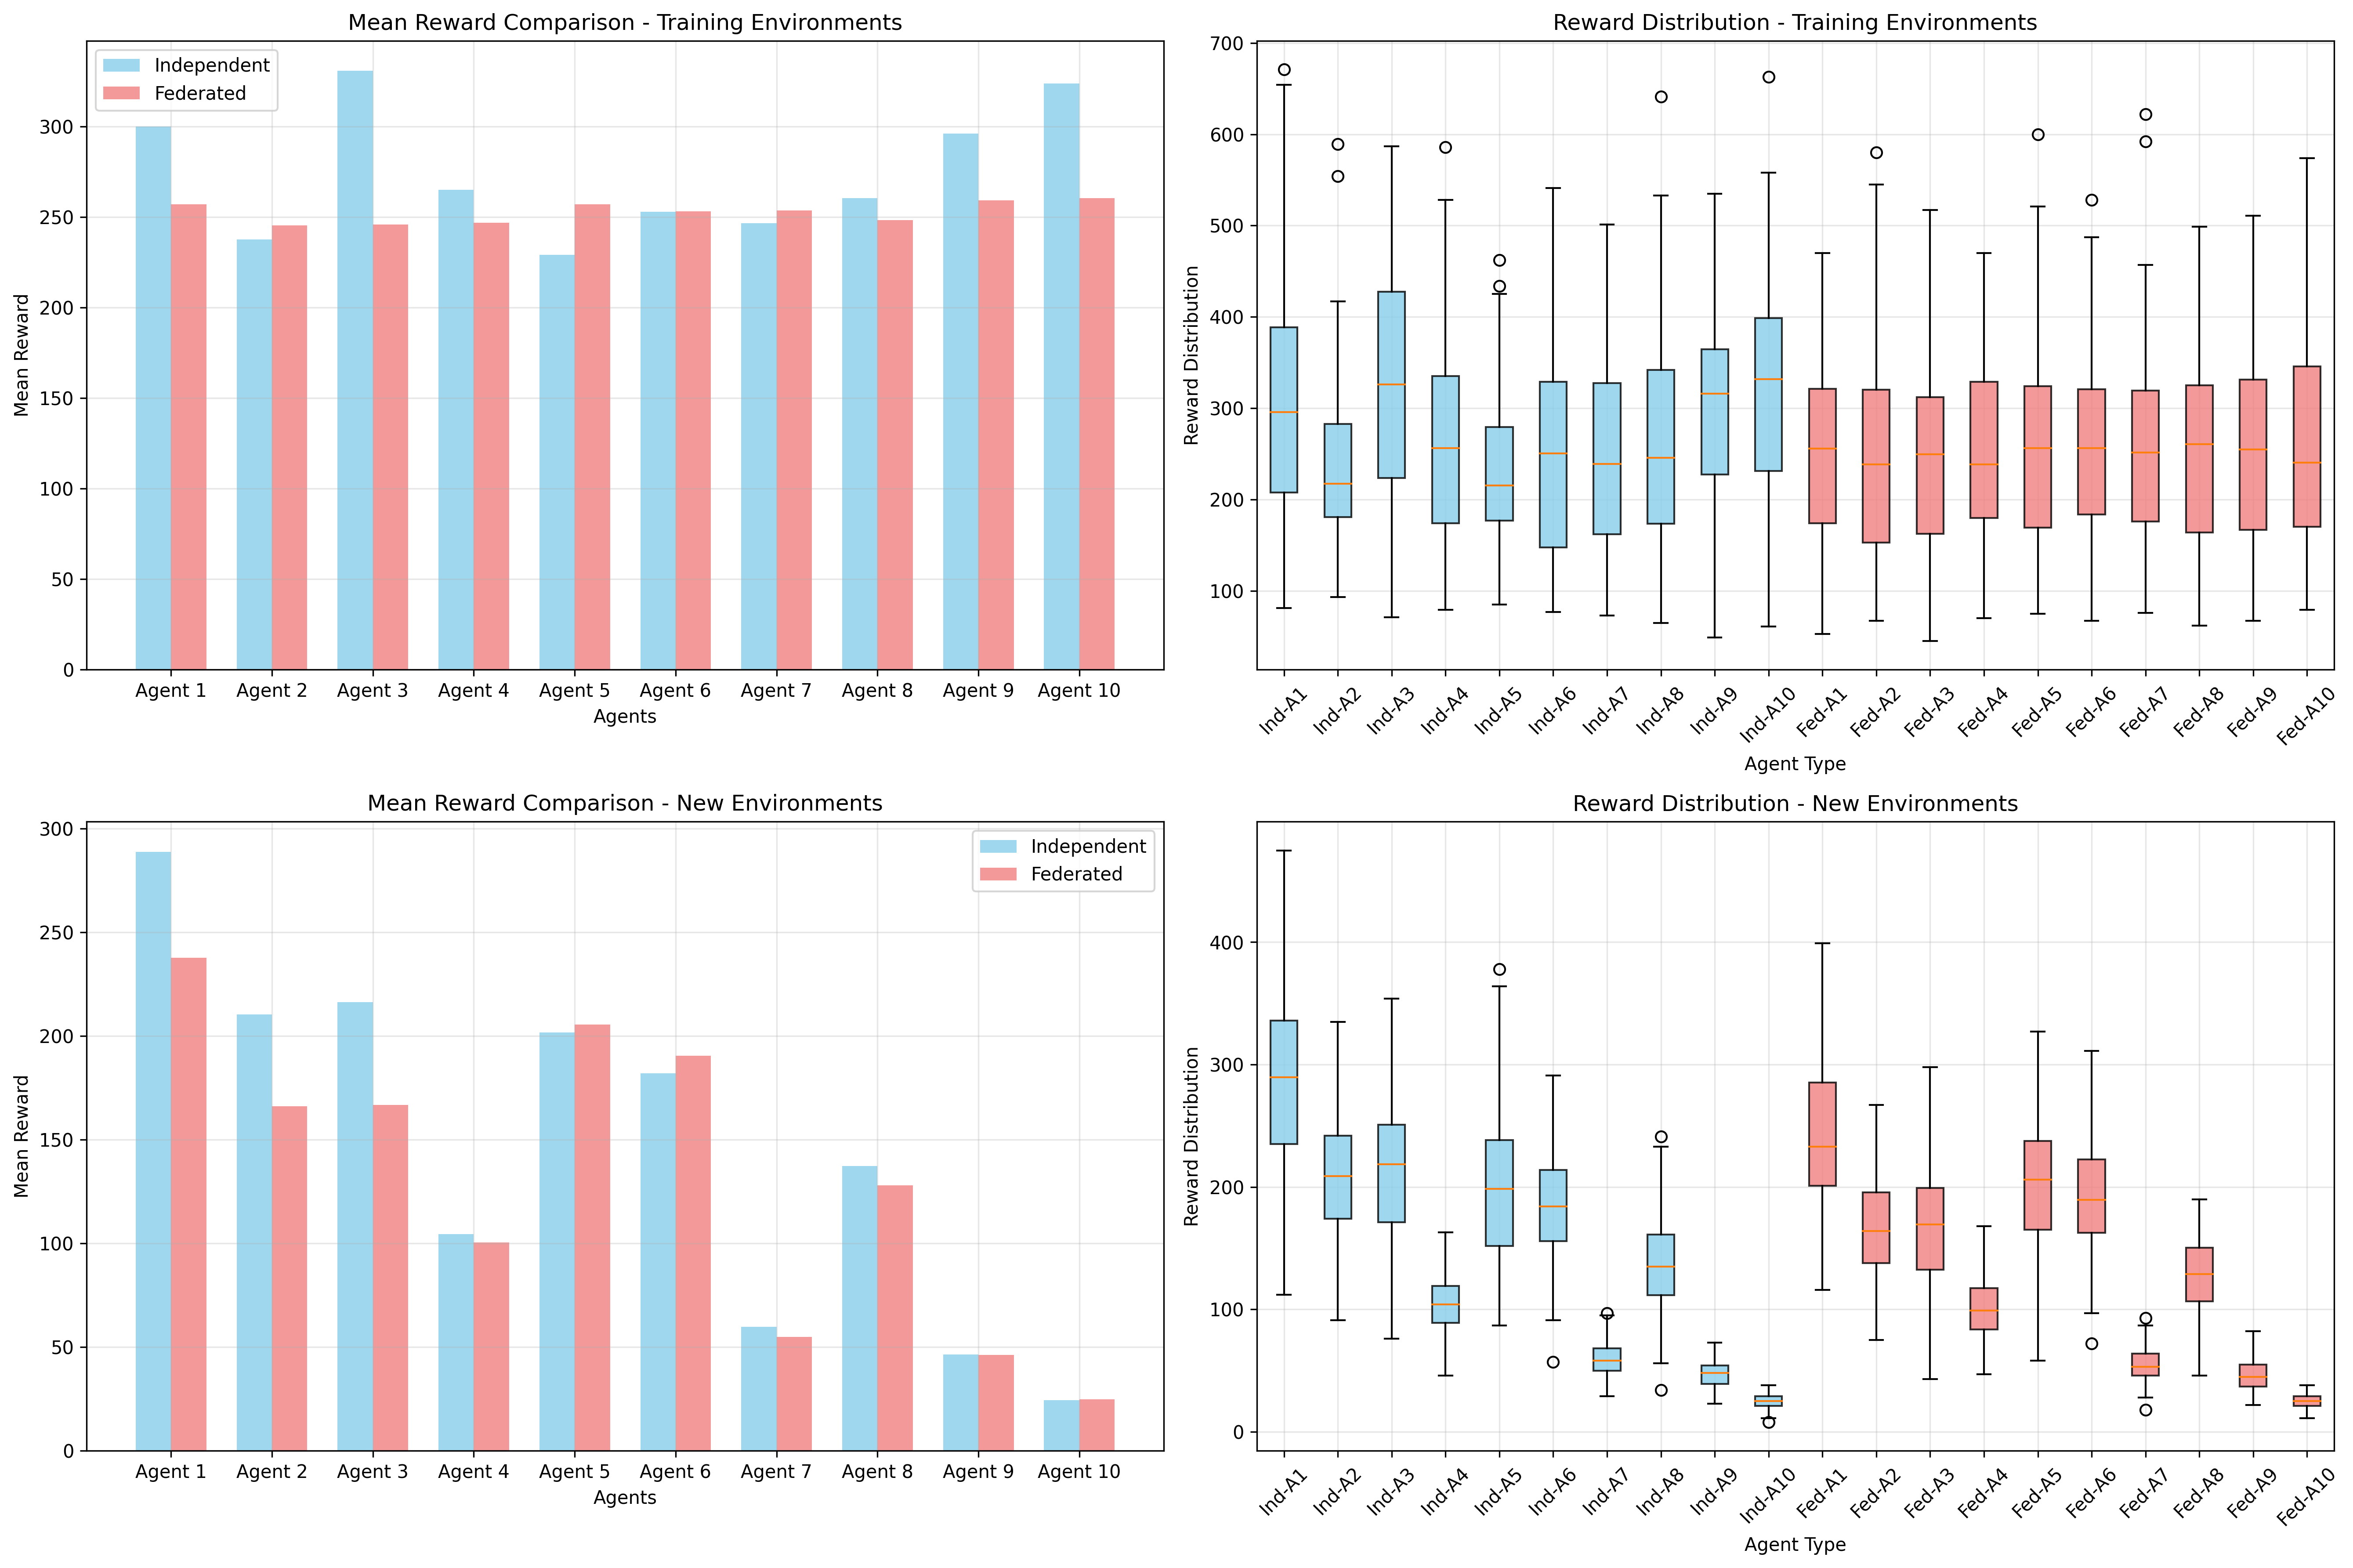 Mean Reward Comparison - Training Environments
Independent
Federated
Mean Reward
300
250
200
150
100
50
0
Agent 1 Agent 2 Agent 3 Agent 4 Agent 5 Agent 6 Agent 7 Agent 8 Agent 9 Agent 10
Agents
Reward Distribution - Training Environments
Reward Distribution
700
600
500
400
300
200
100
Ind-A1 Ind-A2 Ind-A3 Ind-A4 Ind-A5 Ind-A6 Ind-A7 Ind-A8 Ind-A9 Ind-A10 Fed-A1 Fed-A2 Fed-A3 Fed-A4 Fed-A5 Fed-A6 Fed-A7 Fed-A8 Fed-A9 Fed-A10
Agent Type
Mean Reward Comparison - New Environments
Independent
Federated
Mean Reward
300
250
200
150
100
50
0
Agent 1 Agent 2 Agent 3 Agent 4 Agent 5 Agent 6 Agent 7 Agent 8 Agent 9 Agent 10
Agents
Reward Distribution - New Environments
Reward Distribution
400
300
200
100
0
Ind-A1 Ind-A2 Ind-A3 Ind-A4 Ind-A5 Ind-A6 Ind-A7 Ind-A8 Ind-A9 Ind-A10 Fed-A1 Fed-A2 Fed-A3 Fed-A4 Fed-A5 Fed-A6 Fed-A7 Fed-A8 Fed-A9 Fed-A10
Agent Type